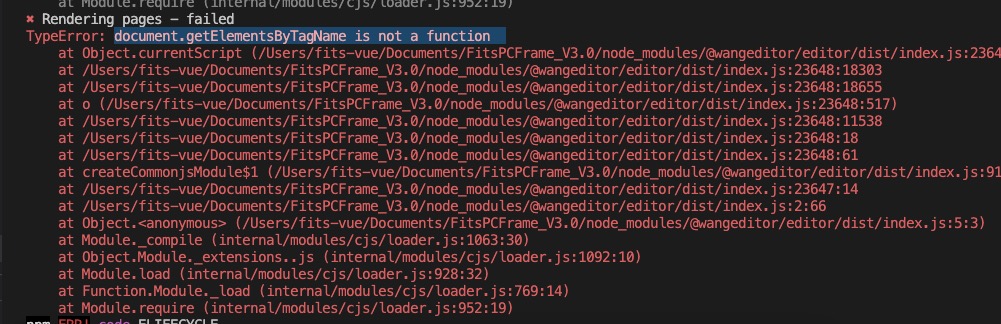 at Module.require (internal/modules/cjs/loader.js:952:19)
✖ Rendering pages - failed
TypeError: document.getElementsByTagName is not a function
at Object.currentScript (/Users/fits-vue/Documents/FitsPCFrame_V3.0/node_modules/@wangeditor/editor/dist/index.js:2364
at /Users/fits-vue/Documents/FitsPCFrame_V3.0/node_modules/@wangeditor/editor/dist/index.js:23648:18303
at /Users/fits-vue/Documents/FitsPCFrame_V3.0/node_modules/@wangeditor/editor/dist/index.js:23648:18655
at o (/Users/fits-vue/Documents/FitsPCFrame_V3.0/node_modules/@wangeditor/editor/dist/index.js:23648:517)
at /Users/fits-vue/Documents/FitsPCFrame_V3.0/node_modules/@wangeditor/editor/dist/index.js:23648:11538
at /Users/fits-vue/Documents/FitsPCFrame_V3.0/node_modules/@wangeditor/editor/dist/index.js:23648:18
at /Users/fits-vue/Documents/FitsPCFrame_V3.0/node_modules/@wangeditor/editor/dist/index.js:23648:61
at createCommonjsModule$1 (/Users/fits-vue/Documents/FitsPCFrame_V3.0/node_modules/@wangeditor/editor/dist/index.js:91
at /Users/fits-vue/Documents/FitsPCFrame_V3.0/node_modules/@wangeditor/editor/dist/index.js:23647:14
at /Users/fits-vue/Documents/FitsPCFrame_V3.0/node_modules/@wangeditor/editor/dist/index.js:2:66
at Object.<anonymous> (/Users/fits-vue/Documents/FitsPCFrame_V3.0/node_modules/@wangeditor/editor/dist/index.js:5:3)
at Module._compile (internal/modules/cjs/loader.js:1063:30)
at Object.Module._extensions..js (internal/modules/cjs/loader.js:1092:10)
at Module.load (internal/modules/cjs/loader.js:928:32)
at Function.Module._load (internal/modules/cjs/loader.js:769:14)
at Module.require (internal/modules/cjs/loader.js:952:19)
npm ERR! code ELIFECYCLE